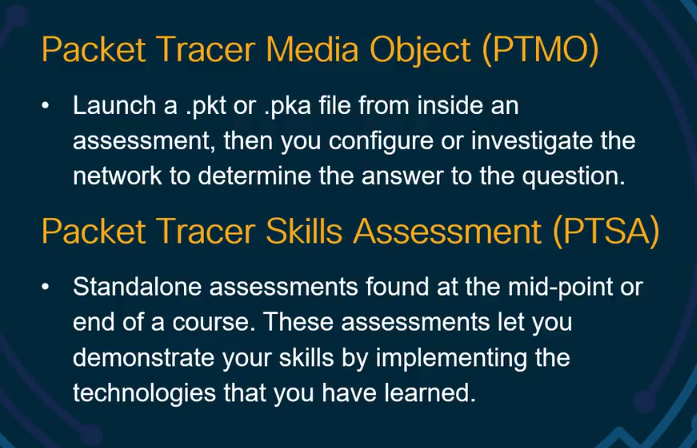 Packet Tracer Media Object (PTMO)
• Launch a .pkt or .pka file from inside an
assessment, then you configure or investigate the
network to determine the answer to the question.
Packet Tracer Skills Assessment (PTSA)
• Standalone assessments found at the mid-point or
end of a course. These assessments let you
demonstrate your skills by implementing the
technologies that you have learned.